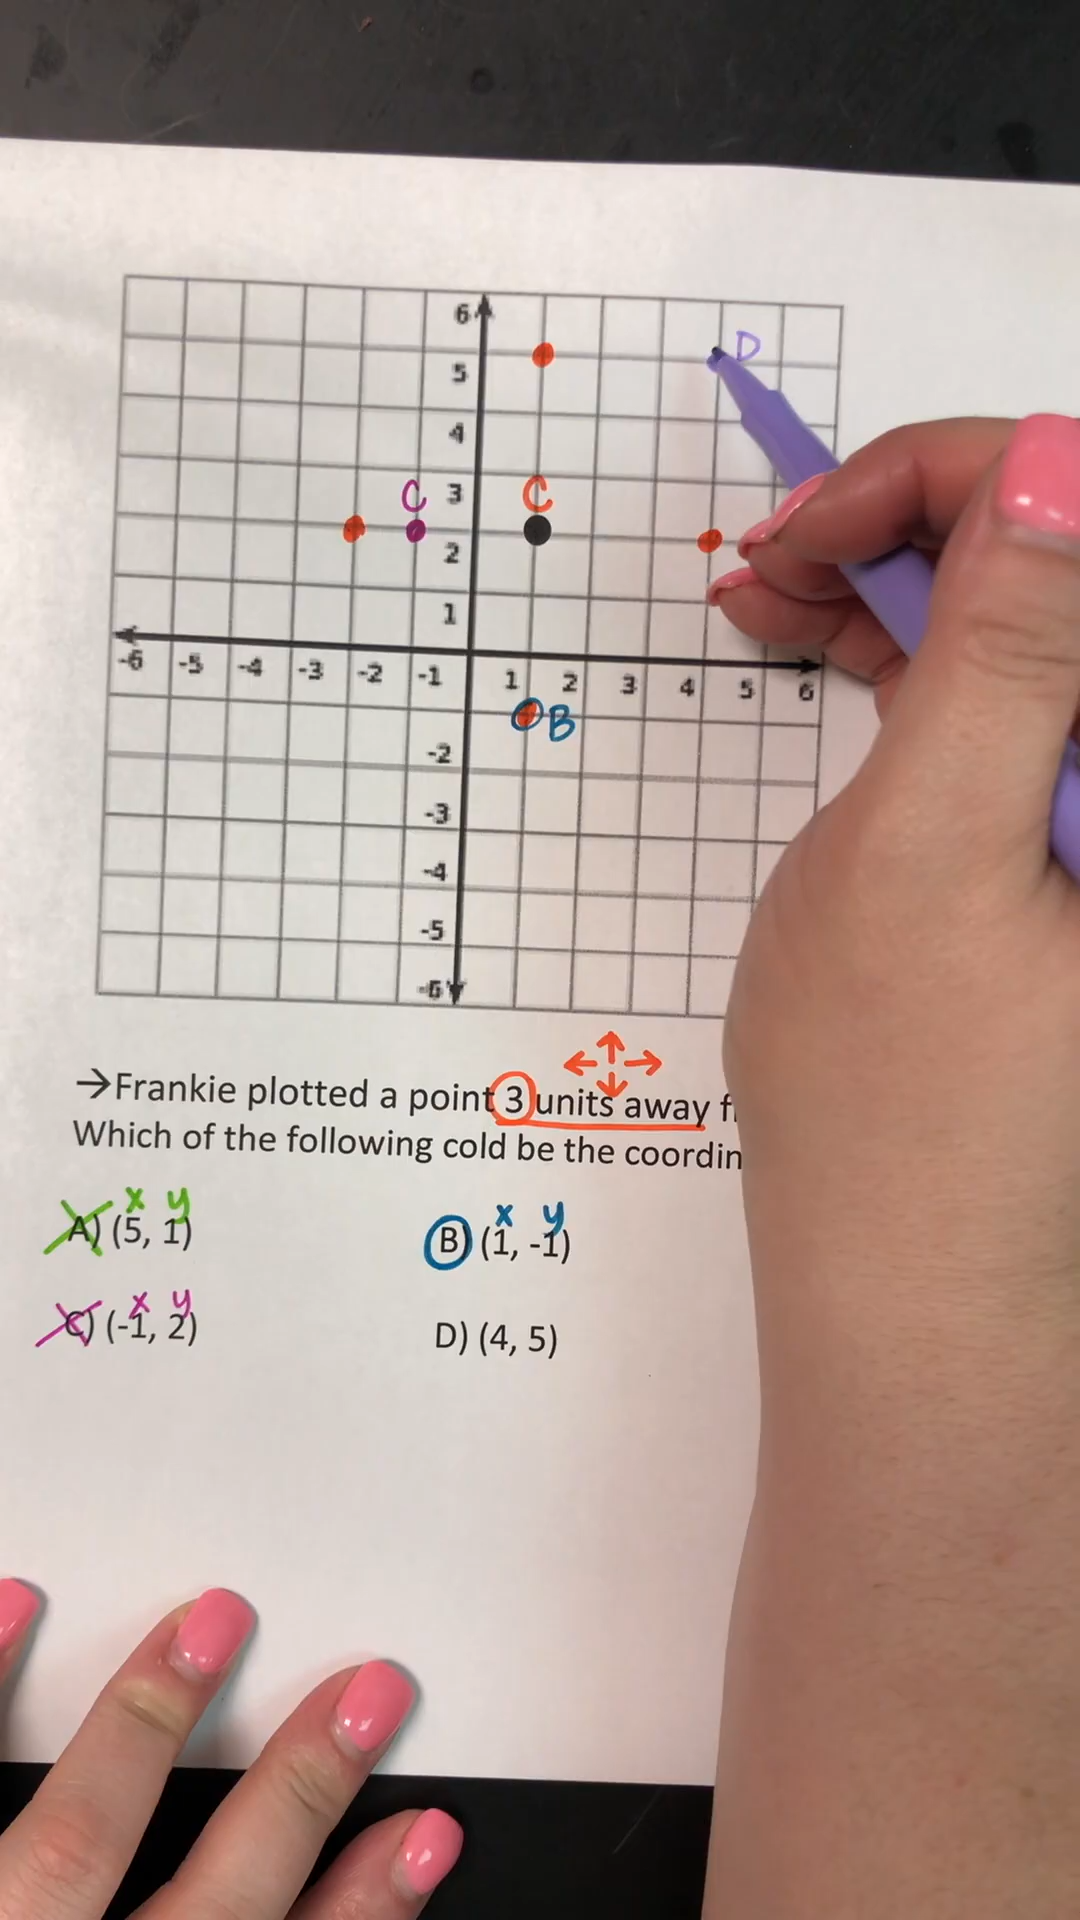 6
D
5
4
C 3 C
2
1
-6 -5 -4 -3 -2 -1 1 2 3 4 5 6
B
-2
-3
-4
-5
-6
→Frankie plotted a point 3 units away
Which of the following cold be the
x y x y
A) (5, 1) B) (1, -1)
x y
C) (-1, 2) D) (4, 5)